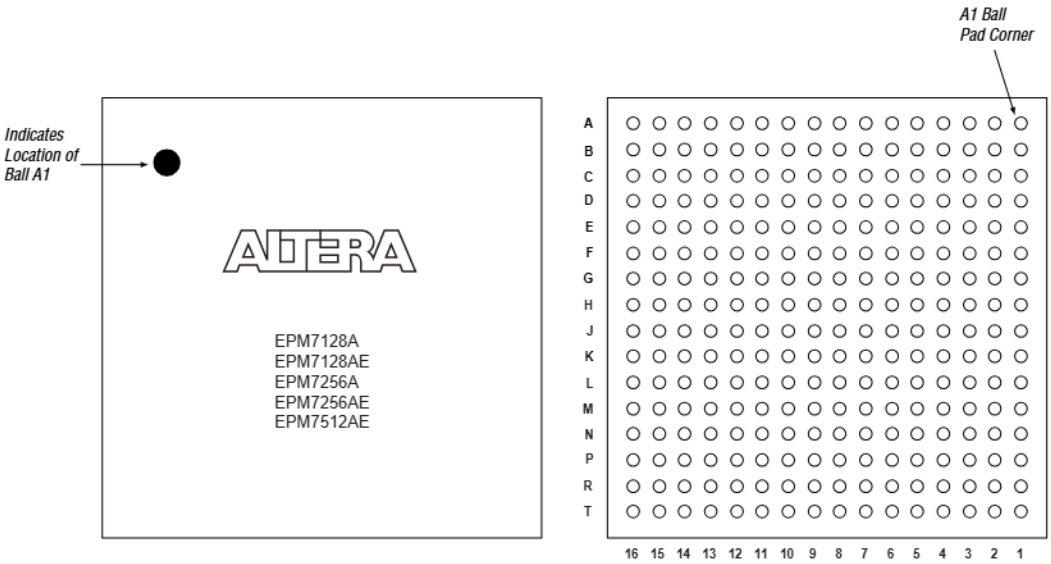 A1 Ball
Pad Corner
Indicates
Location of
Ball A1
ALTERA
EPM7128A
EPM7128AE
EPM7256A
EPM7256AE
EPM7512AE
A
B
C
D
E
F
G
H
J
K
L
M
N
P
R
T
16 15 14 13 12 11 10 9 8 7 6 5 4 3 2 1